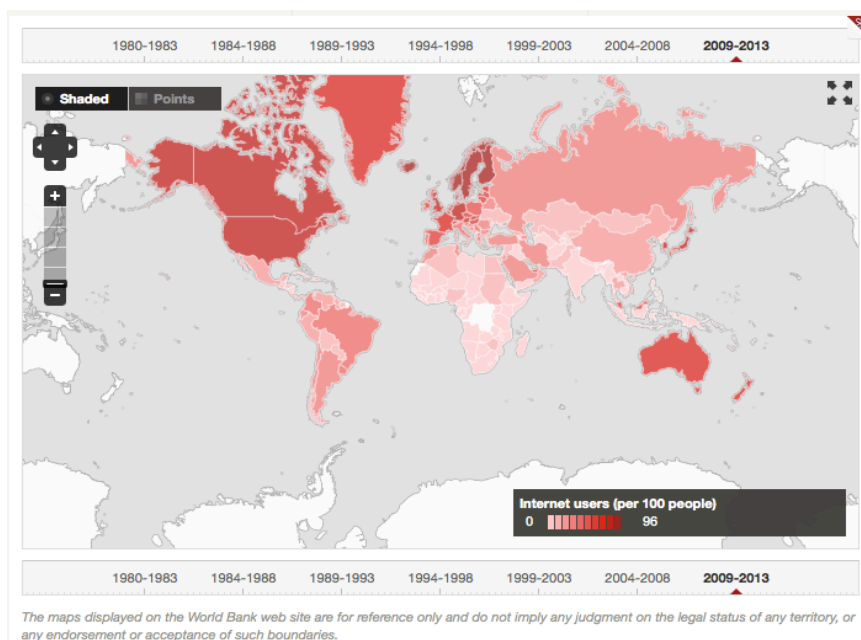 1980-1983 1984-1988 1989-1993 1994-1998 1999-2003 2004-2008 2009-2013
Shaded Points
Internet users (per 100 people)
0 96
1980-1983 1984-1988 1989-1993 1994-1998 1999-2003 2004-2008 2009-2013
The maps displayed on the World Bank web site are for reference only and do not imply any judgment on the legal status of any territory, or
any endorsement or acceptance of such boundaries.